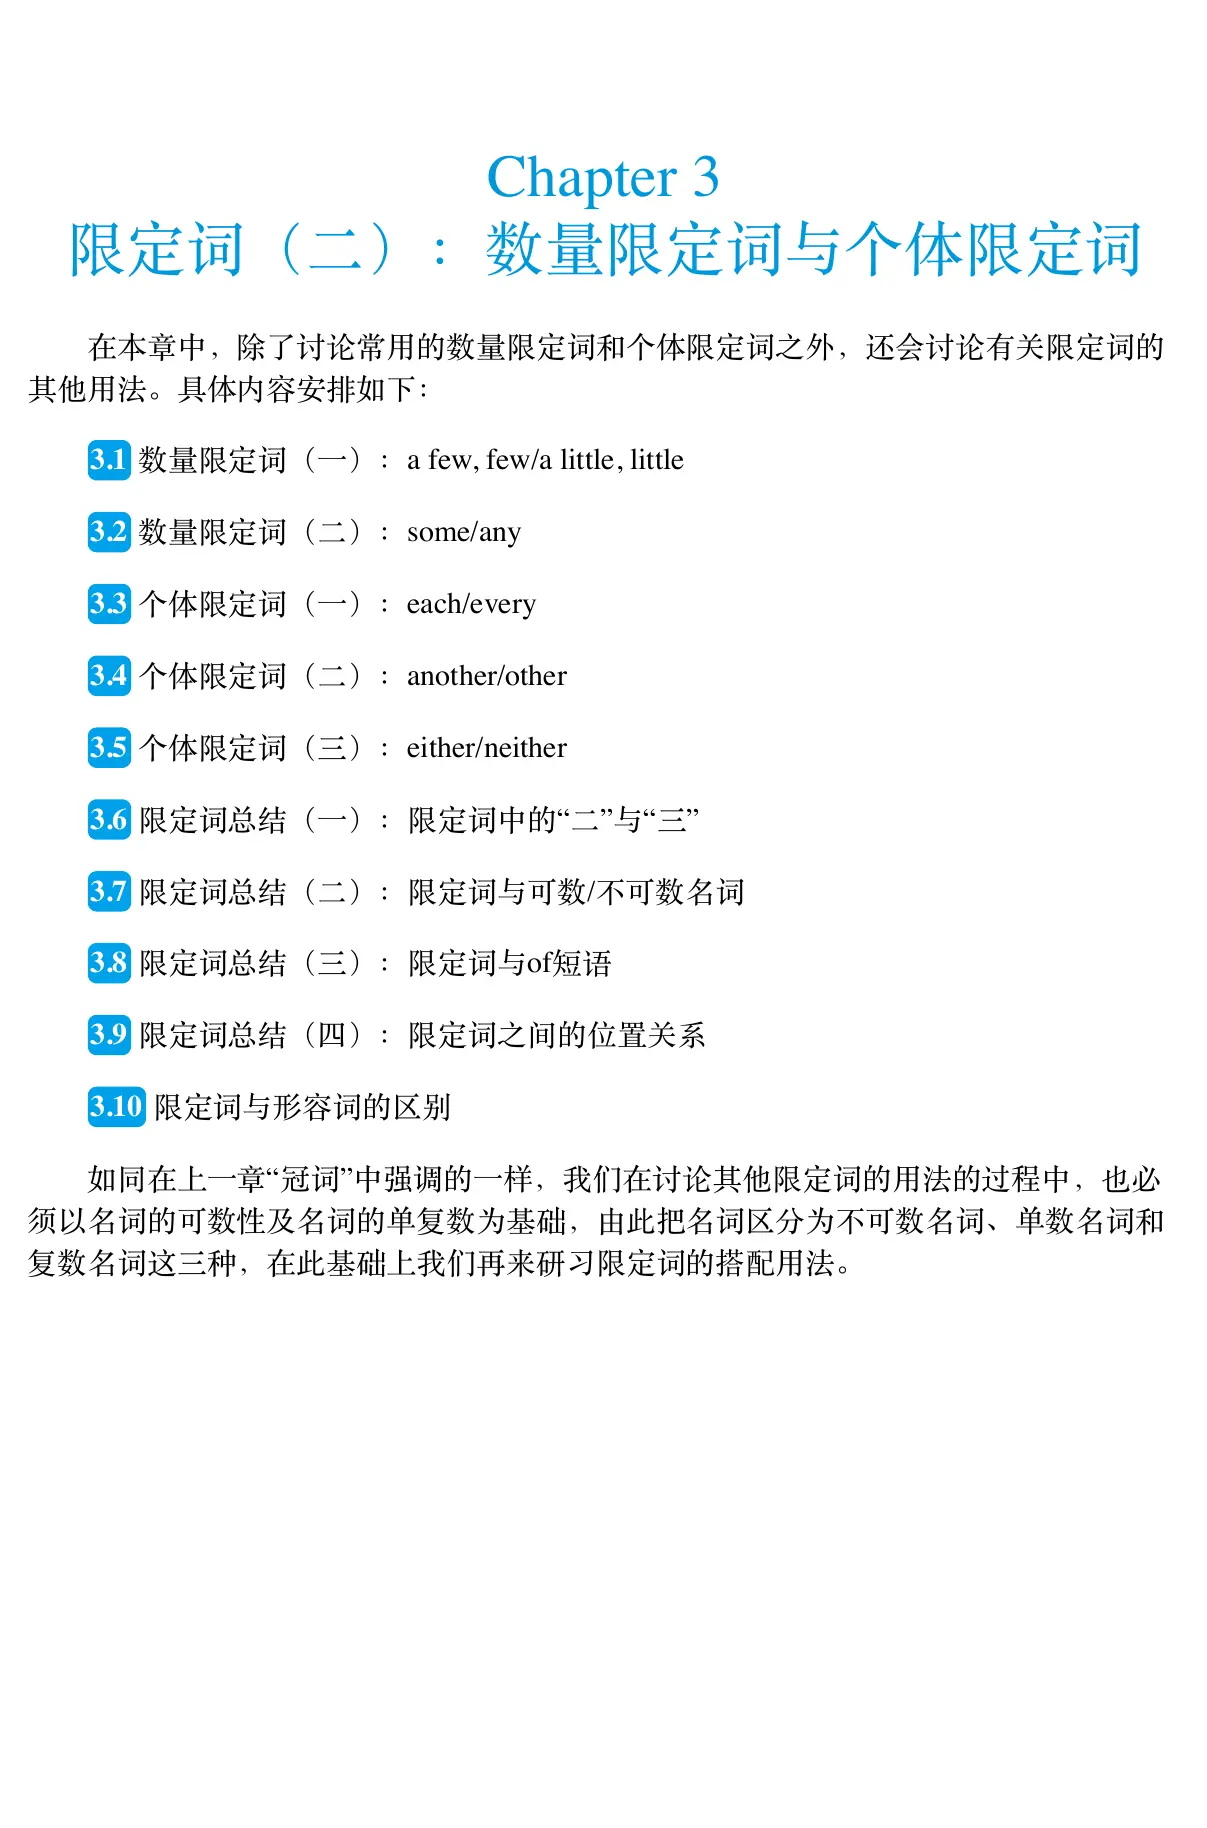 Chapter 3
限定词（二）：数量限定词与个体限定词
在本章中，除了讨论常用的数量限定词和个体限定词之外，还会讨论有关限定词的
其他用法。具体内容安排如下：
3.1 数量限定词（一）：a few, few/a little, little
3.2 数量限定词（二）：some/any
3.3 个体限定词（一）：each/every
3.4 个体限定词（二）：another/other
3.5 个体限定词（三）：either/neither
3.6 限定词总结（一）：限定词中的“二”与“三”
3.7 限定词总结（二）：限定词与可数/不可数名词
3.8 限定词总结（三）：限定词与of短语
3.9 限定词总结（四）：限定词之间的位置关系
3.10 限定词与形容词的区别
如同在上一章“冠词”中强调的一样，我们在讨论其他限定词的用法的过程中，也必
须以名词的可数性及名词的单复数为基础，由此把名词区分为不可数名词、单数名词和
复数名词这三种，在此基础上我们再来研习限定词的搭配用法。